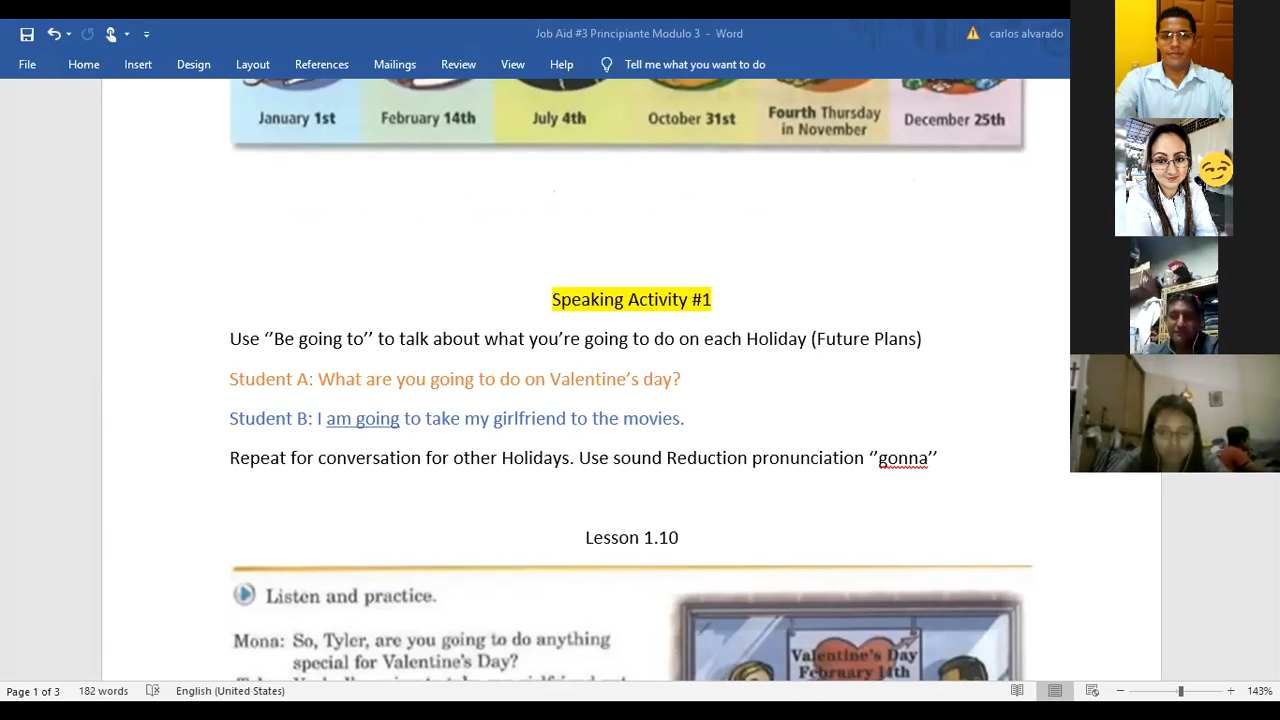 Job Aid #3 Principiante Modulo 3 - Word
carlos alvarado
File Home Insert Design Layout References Mailings Review View Help Tell me what you want to do
January 1st
February 14th
July 4th
October 31st
Fourth Thursday
in November
December 25th
Speaking Activity #1
Use ‘’Be going to’’ to talk about what you’re going to do on each Holiday (Future Plans)
Student A: What are you going to do on Valentine’s day?
Student B: I am going to take my girlfriend to the movies.
Repeat for conversation for other Holidays. Use sound Reduction pronunciation ‘’gonna’’
Lesson 1.10
Listen and practice.
Mona: So, Tyler, are you going to do anything
special for Valentine's Day?
Valentine's Day
February 14th
Page 1 of 3 182 words English (United States) 143%